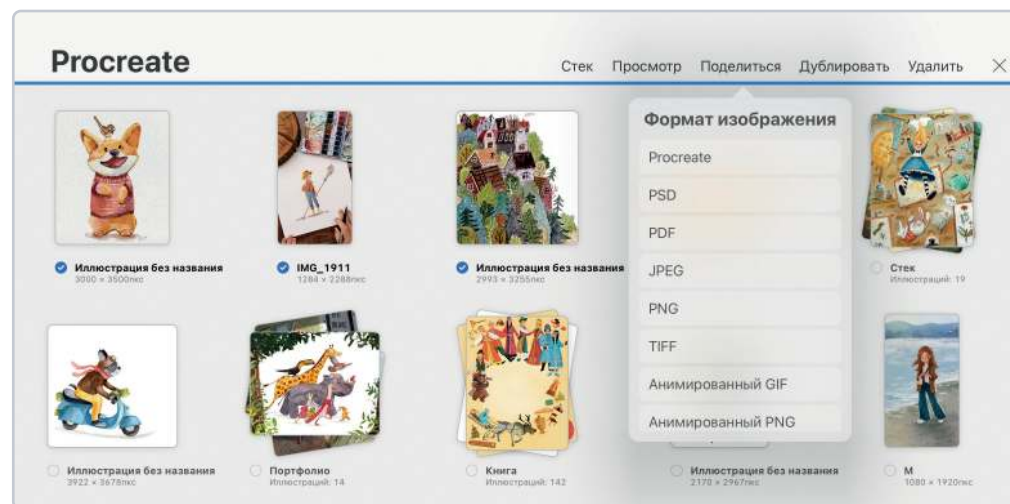 Procreate
Стек Просмотр Поделиться Дублировать Удалить
Формат изображения
Procreate
PSD
PDF
JPEG
PNG
TIFF
Анимированный GIF
Анимированный PNG
Иллюстрация без названия
3000 × 3500пкс
IMG_1911
1284 × 2288пкс
Иллюстрация без названия
2993 × 3255пкс
Стек
Иллюстраций: 19
Иллюстрация без названия
3922 × 3678пкс
Портфолио
Иллюстраций: 14
Книга
Иллюстраций: 142
Иллюстрация без названия
2170 × 2967пкс
М
1080 × 1920пкс